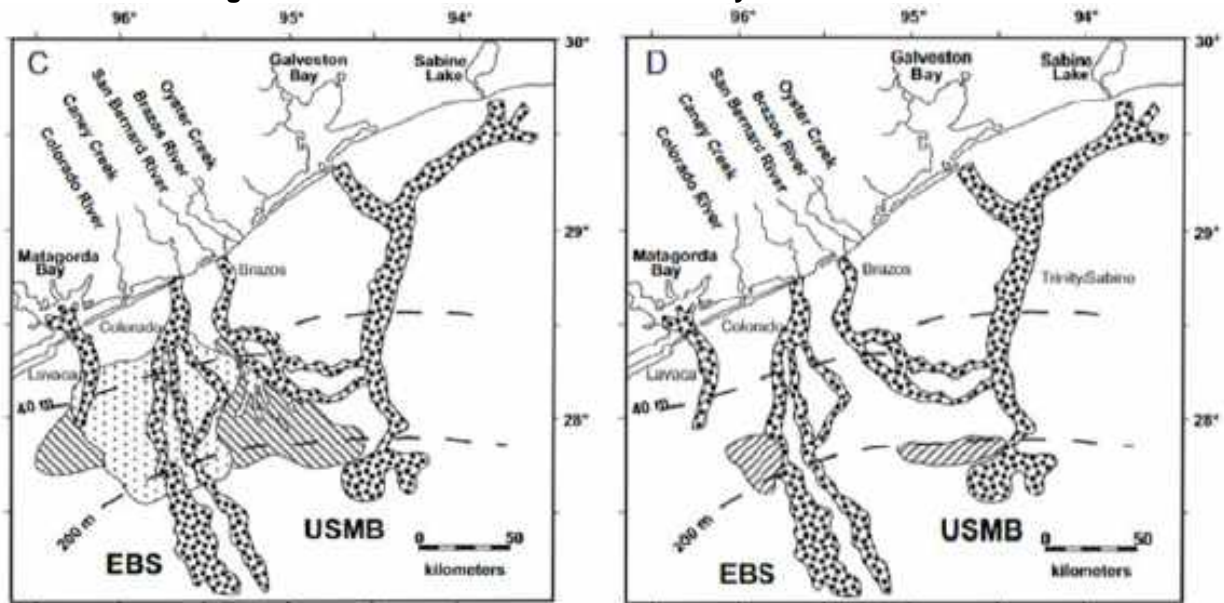 96°
95°
94°
C
Galveston
Bay
Sabine
Lake
30°
Oyster Creek
Brazos River
San Bernard River
Caney Creek
Colorado River
29°
Matagorda
Bay
Brazos
Colorado
Lavaca
40 m
28°
200 m
USMB
EBS
0 50
kilometers
96°
95°
94°
D
Galveston
Bay
Sabine
Lake
30°
Oyster Creek
Brazos River
San Bernard River
Caney Creek
Colorado River
29°
Matagorda
Bay
Brazos
Trinity/Sabine
Colorado
Lavaca
40 m
28°
200 m
USMB
EBS
0 50
kilometers